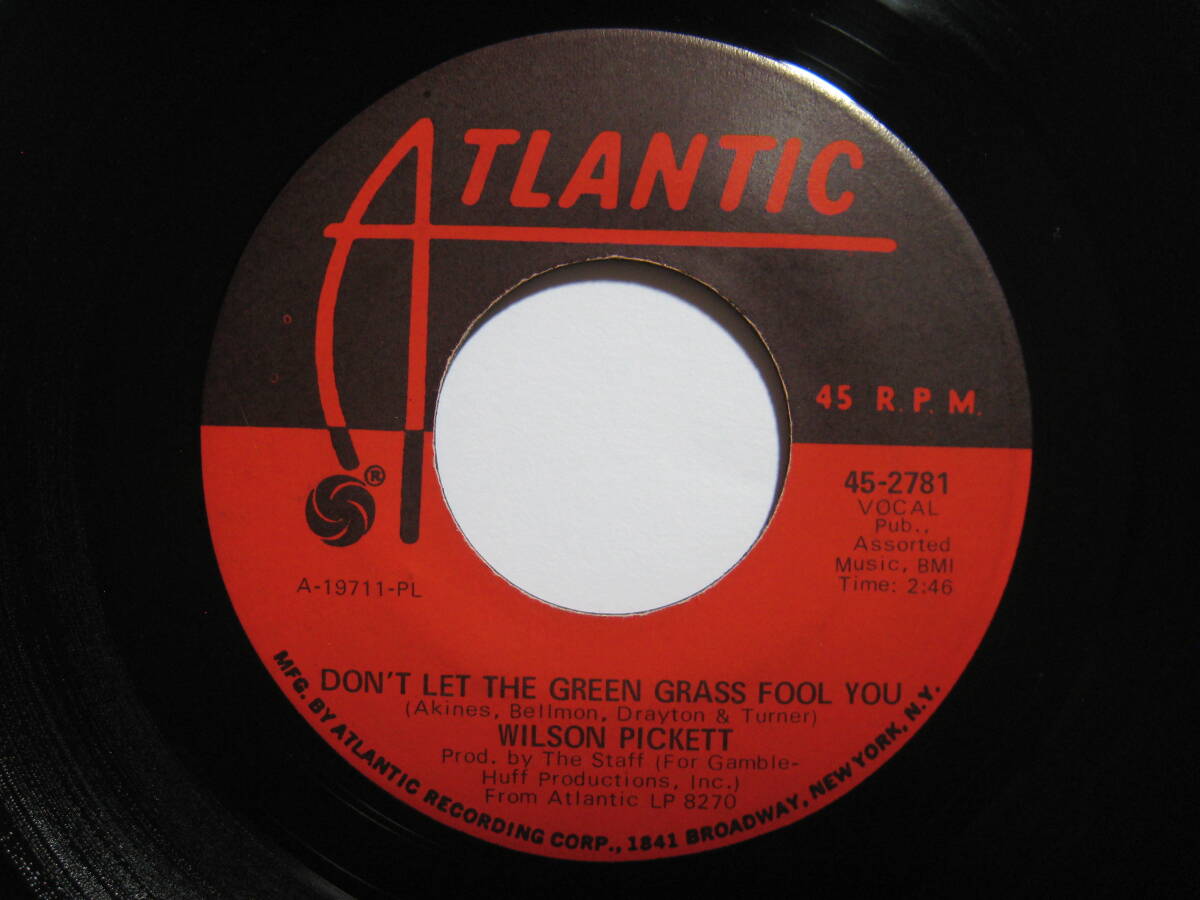 ATLANTIC
45 R.P.M.
®
45-2781
VOCAL
Pub.,
Assorted
Music, BMI
Time: 2:46
A-19711-PL
DON'T LET THE GREEN GRASS FOOL YOU
(Akines, Bellmon, Drayton & Turner)
WILSON PICKETT
Prod. by The Staff (For Gamble-
Huff Productions, Inc.)
From Atlantic LP 8270
MFG. BY ATLANTIC RECORDING CORP., 1841 BROADWAY, NEW YORK, N.Y.